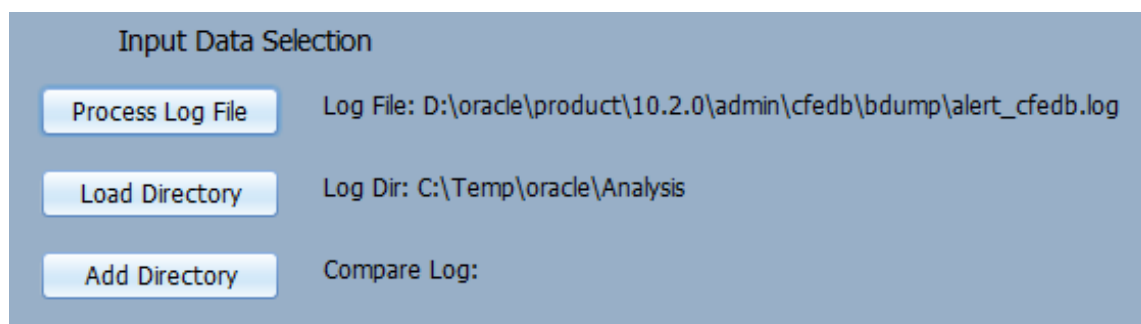 Input Data Selection
Process Log File Log File: D:\oracle\product\10.2.0\admin\cfedb\bdump\alert_cfedb.log
Load Directory Log Dir: C:\Temp\oracle\Analysis
Add Directory Compare Log: